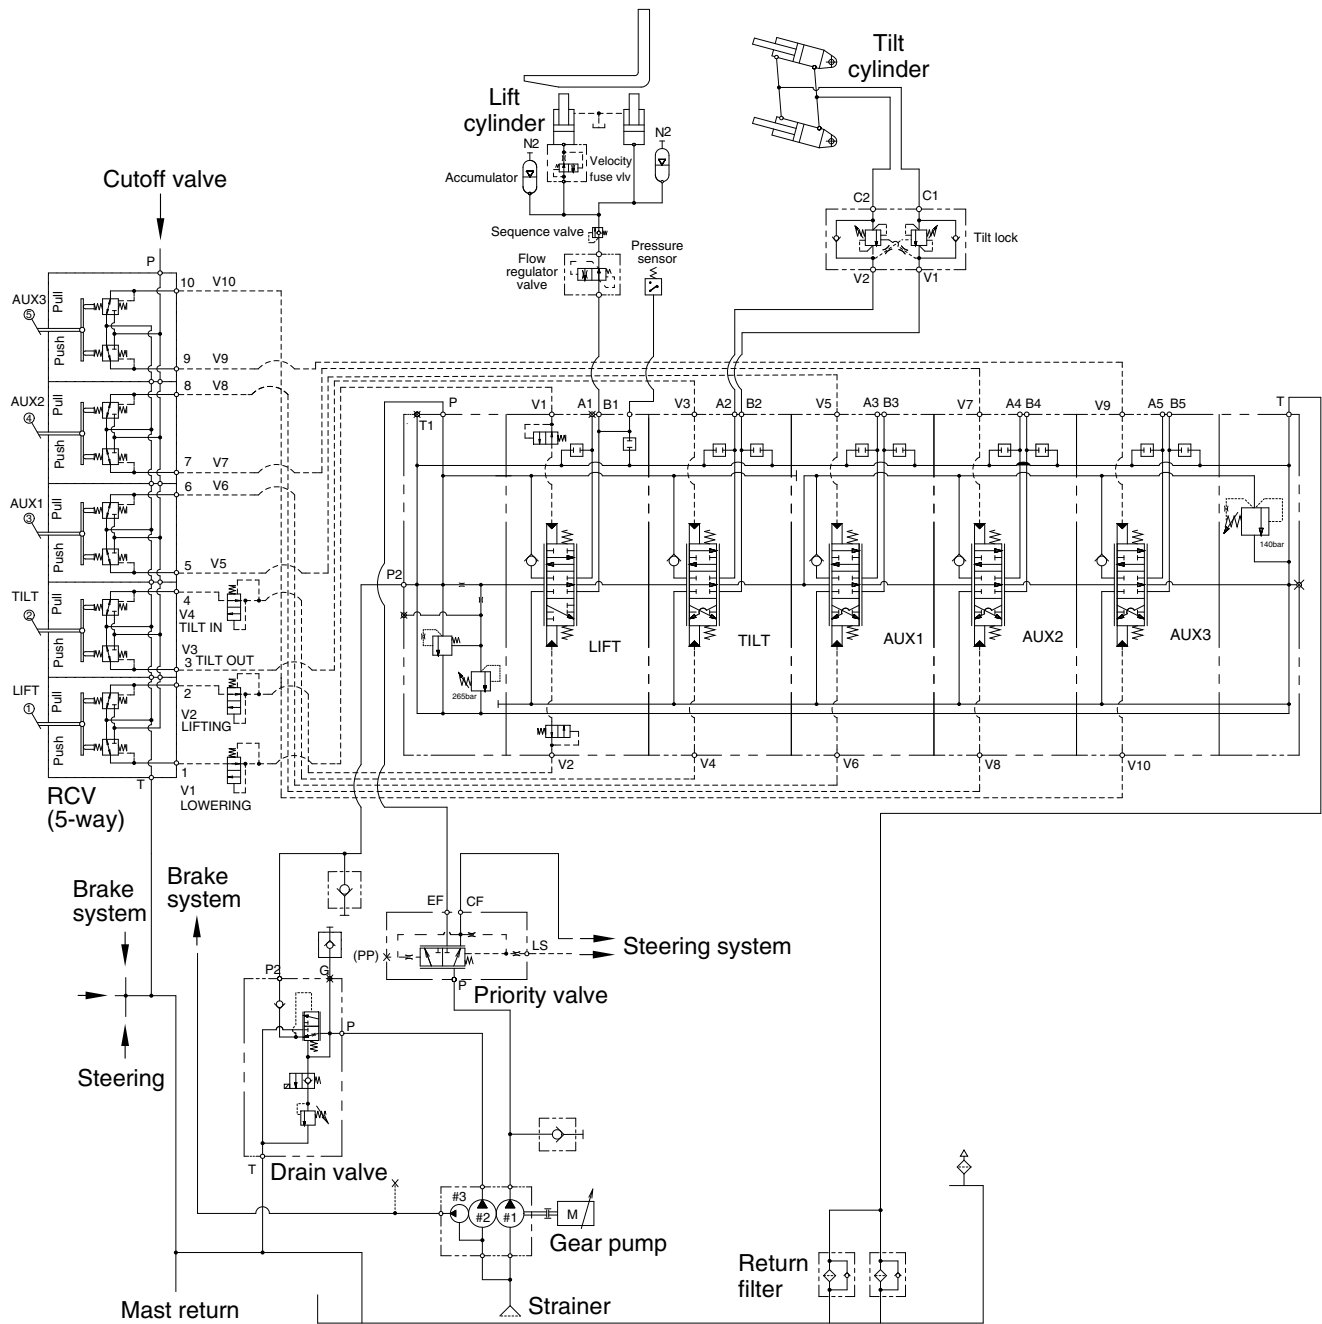 Tilt
cylinder
Lift
cylinder
N2
N2
Velocity
fuse vlv
Accumulator
Cutoff valve
C2
C1
Sequence valve
Pressure
sensor
Tilt lock
Flow
regulator
valve
V2
V1
P
10 V10
AUX3
⑤
Pull
Push
9 V9
8 V8
AUX2
④
Pull
Push
7 V7
6 V6
AUX1
③
Pull
Push
5 V5
TILT
②
Pull
Push
4
V4
TILT IN
V3
3 TILT OUT
LIFT
①
Pull
Push
2
V2
LIFTING
1
V1
LOWERING
T
RCV
(5-way)
P
T1
V1
A1 B1
V3
A2 B2
V5
A3 B3
V7
A4 B4
V9
A5 B5
T
140bar
P2
LIFT
TILT
AUX1
AUX2
AUX3
265bar
V2
V4
V6
V8
V10
Brake
system
Brake
system
EF
CF
LS
(PP)
Steering system
P
Priority valve
P2
G
P
Steering
T
Drain valve
#3
#2
#1
M
Gear pump
Return
filter
Strainer
Mast return